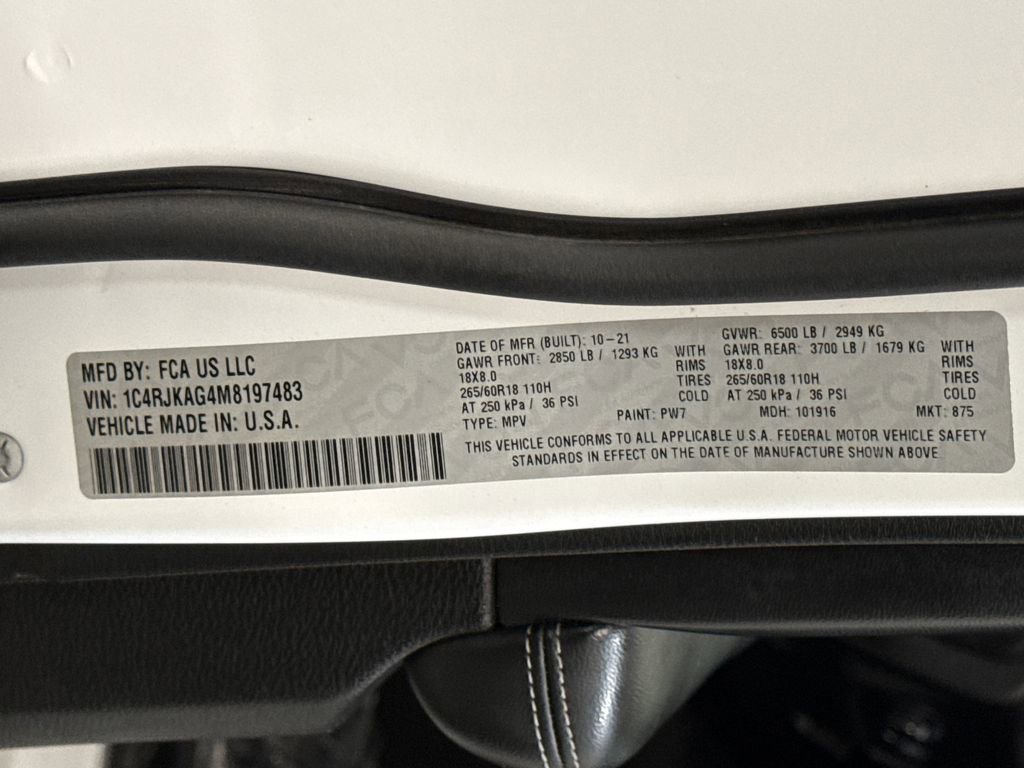 MFD BY: FCA US LLC
VIN: 1C4RJKAG4M8197483
VEHICLE MADE IN: U.S.A.
DATE OF MFR (BUILT): 10-21
GAWR FRONT: 2850 LB / 1293 KG WITH
18X8.0 RIMS
265/60R18 110H TIRES
AT 250 kPa / 36 PSI COLD
TYPE: MPV PAINT: PW7
GVWR: 6500 LB / 2949 KG
GAWR REAR: 3700 LB / 1679 KG WITH
18X8.0 RIMS
265/60R18 110H TIRES
AT 250 kPa / 36 PSI COLD
MDH: 101916 MKT: 875
THIS VEHICLE CONFORMS TO ALL APPLICABLE U.S.A. FEDERAL MOTOR VEHICLE SAFETY
STANDARDS IN EFFECT ON THE DATE OF MANUFACTURE SHOWN ABOVE